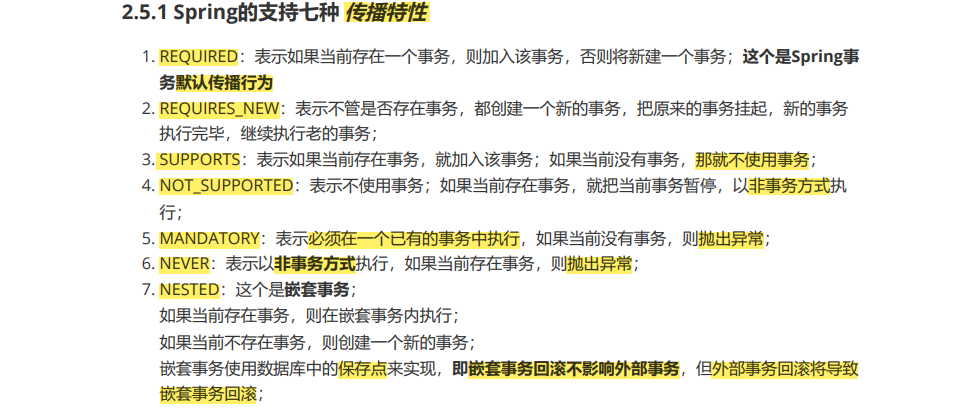 2.5.1 Spring的支持七种 传播特性
1. REQUIRED：表示如果当前存在一个事务，则加入该事务，否则将新建一个事务；这个是Spring事
务默认传播行为
2. REQUIRES_NEW：表示不管是否存在事务，都创建一个新的事务，把原来的事务挂起，新的事务
执行完毕，继续执行老的事务；
3. SUPPORTS：表示如果当前存在事务，就加入该事务；如果当前没有事务，那就不使用事务；
4. NOT_SUPPORTED：表示不使用事务；如果当前存在事务，就把当前事务暂停，以非事务方式执
行；
5. MANDATORY：表示必须在一个已有的事务中执行，如果当前没有事务，则抛出异常；
6. NEVER：表示以非事务方式执行，如果当前存在事务，则抛出异常；
7. NESTED：这个是嵌套事务；
如果当前存在事务，则在嵌套事务内执行；
如果当前不存在事务，则创建一个新的事务；
嵌套事务使用数据库中的保存点来实现，即嵌套事务回滚不影响外部事务，但外部事务回滚将导致
嵌套事务回滚；